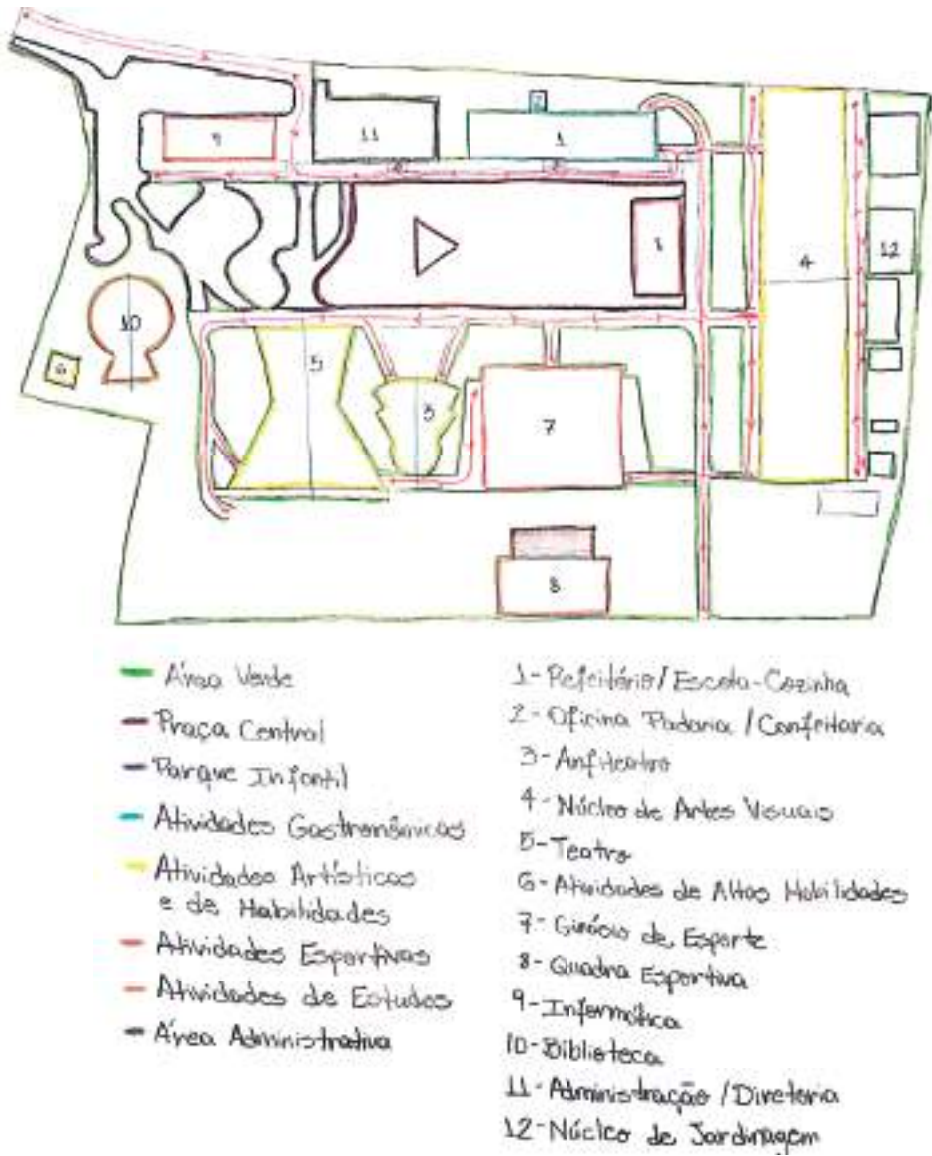 9
11
2
1
12
4
10
6
5
3
7
8
Área Verde
Praça Central
Parque Infantil
Atividades Gastronômicas
Atividades Artísticas
e de Habilidades
Atividades Esportivas
Atividades de Estudos
Área Administrativa
1-Refeitório/Escola-Cozinha
2-Oficina Padaria/Confeitaria
3-Anfiteatro
4-Núcleo de Artes Visuais
5-Teatro
6-Atividades de Altas Habilidades
7-Ginásio de Esporte
8-Quadra Esportiva
9-Informática
10-Biblioteca
11-Administração/Diretoria
12-Núcleo de Jardinagem